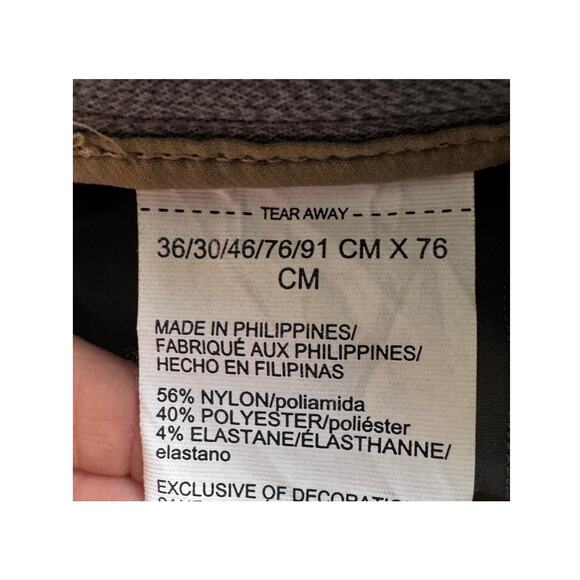 TEAR AWAY
36/30/46/76/91 CM X 76
CM
MADE IN PHILIPPINES/
FABRIQUÉ AUX PHILIPPINES/
HECHO EN FILIPINAS
56% NYLON/poliamida
40% POLYESTER/poliéster
4% ELASTANE/ÉLASTHANNE/
elastano
EXCLUSIVE OF